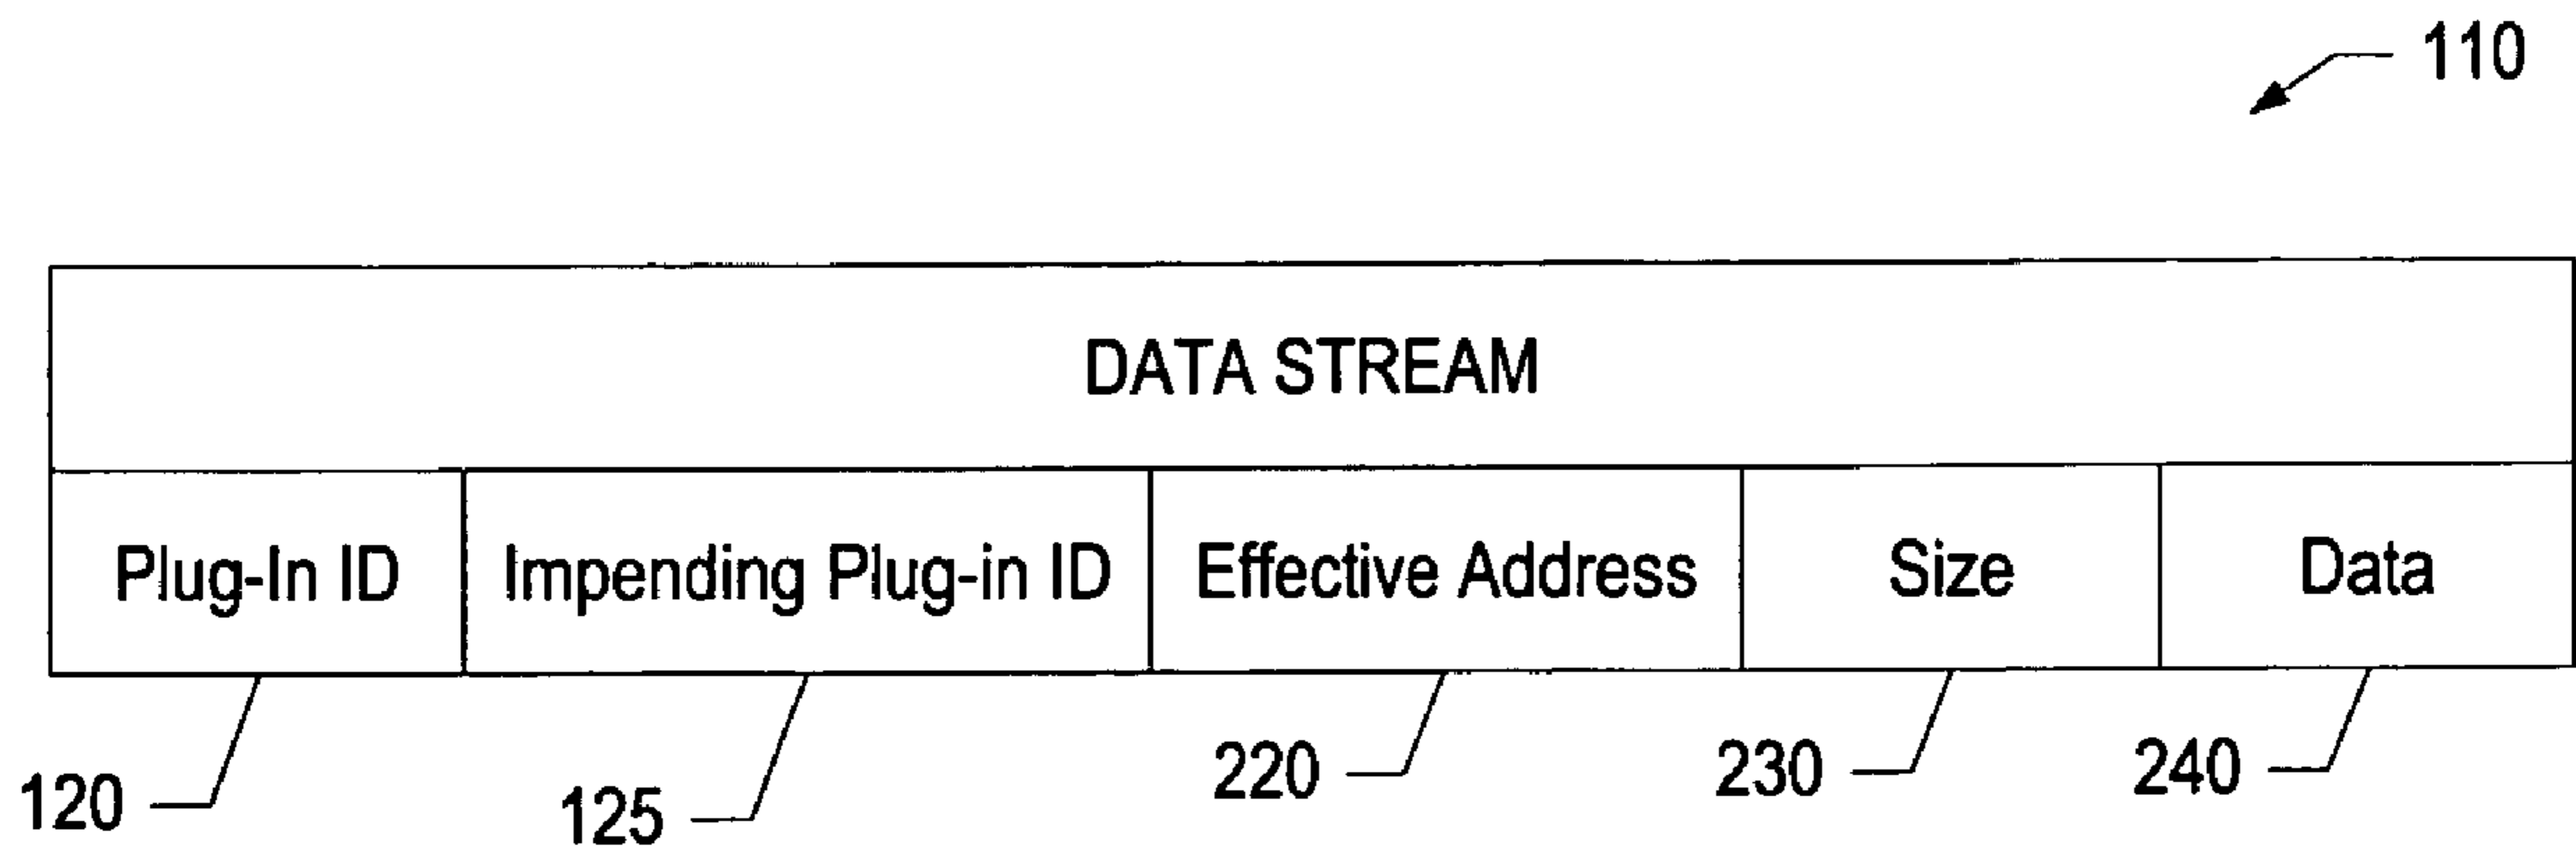 110
DATA STREAM
Plug-In ID
Impending Plug-in ID
Effective Address
Size
Data
120
125
220
230
240